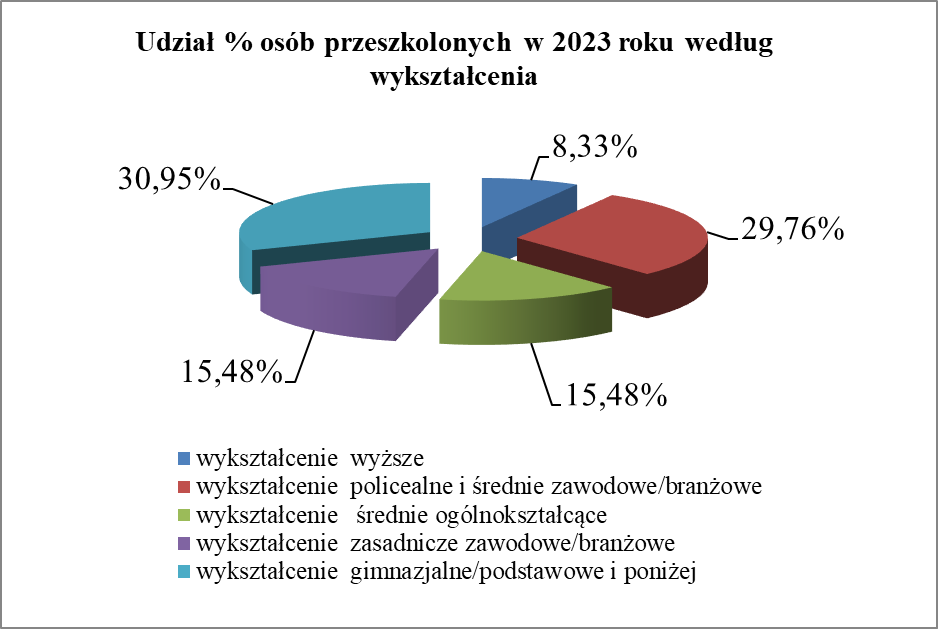 Udział % osób przeszkolonych w 2023 roku według
wykształcenia
8,33%
30,95%
29,76%
15,48%
15,48%
wykształcenie wyższe
wykształcenie policealne i średnie zawodowe/branżowe
wykształcenie średnie ogólnokształcące
wykształcenie zasadnicze zawodowe/branżowe
wykształcenie gimnazjalne/podstawowe i poniżej